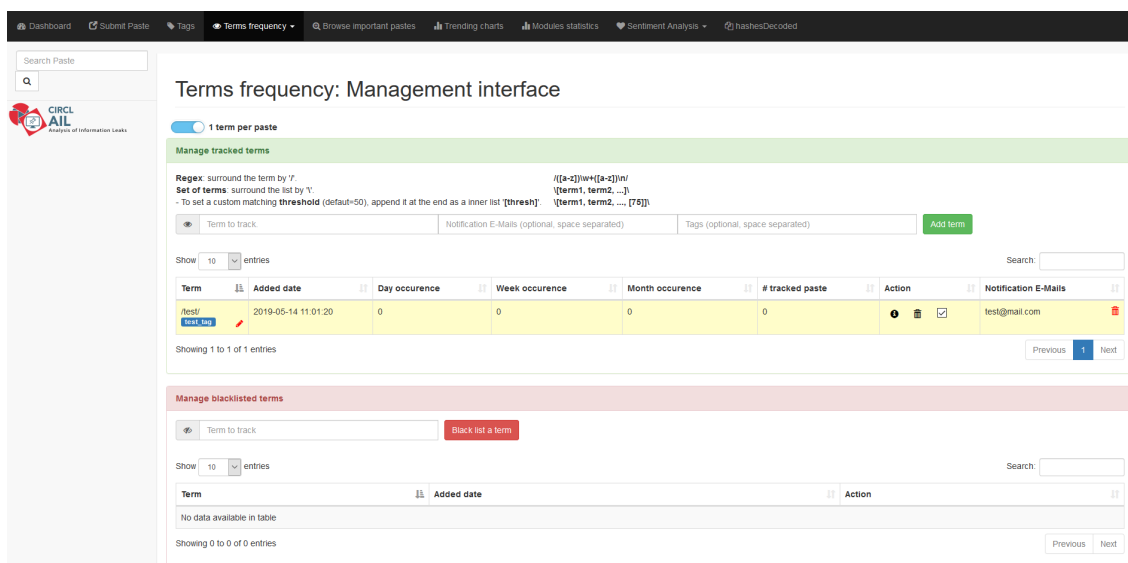 Dashboard Submit Paste Tags Terms frequency Browse important pastes Trending charts Modules statistics Sentiment Analysis hashesDecoded
Search Paste
CIRCL
AIL
Analysis of Information Leaks
Terms frequency: Management interface
1 term per paste
Manage tracked terms
Regex: surround the term by '/'. /([a-z])\w+([a-z])\n/
Set of terms: surround the list by '\'. \[term1, term2, ...]\
- To set a custom matching threshold (defaut=50), append it at the end as a inner list '[thresh]'. \[term1, term2, ..., [75]]\
Term to track. Notification E-Mails (optional, space separated) Tags (optional, space separated) Add term
Show 10 entries Search:
Term Added date Day occurence Week occurence Month occurence # tracked paste Action Notification E-Mails
/test/ 2019-05-14 11:01:20 0 0 0 0 test@mail.com
test_tag
Showing 1 to 1 of 1 entries Previous 1 Next
Manage blacklisted terms
Term to track Black list a term
Show 10 entries Search:
Term Added date Action
No data available in table
Showing 0 to 0 of 0 entries Previous Next